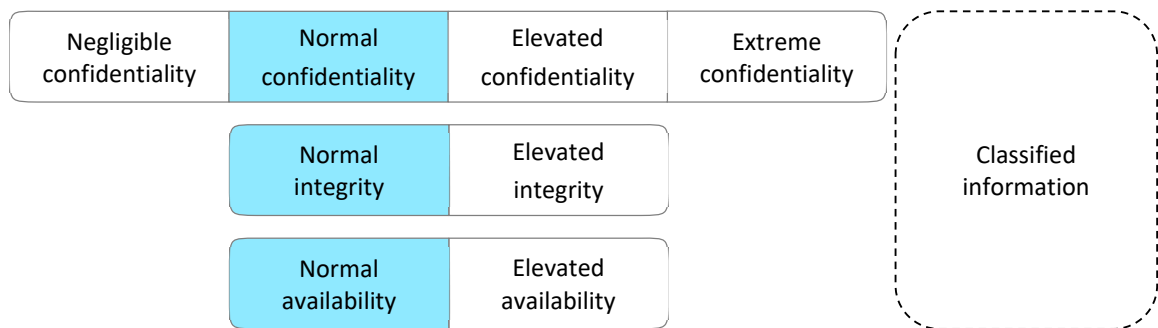 Negligible
confidentiality
Normal
confidentiality
Elevated
confidentiality
Extreme
confidentiality
Normal
integrity
Elevated
integrity
Classified
information
Normal
availability
Elevated
availability